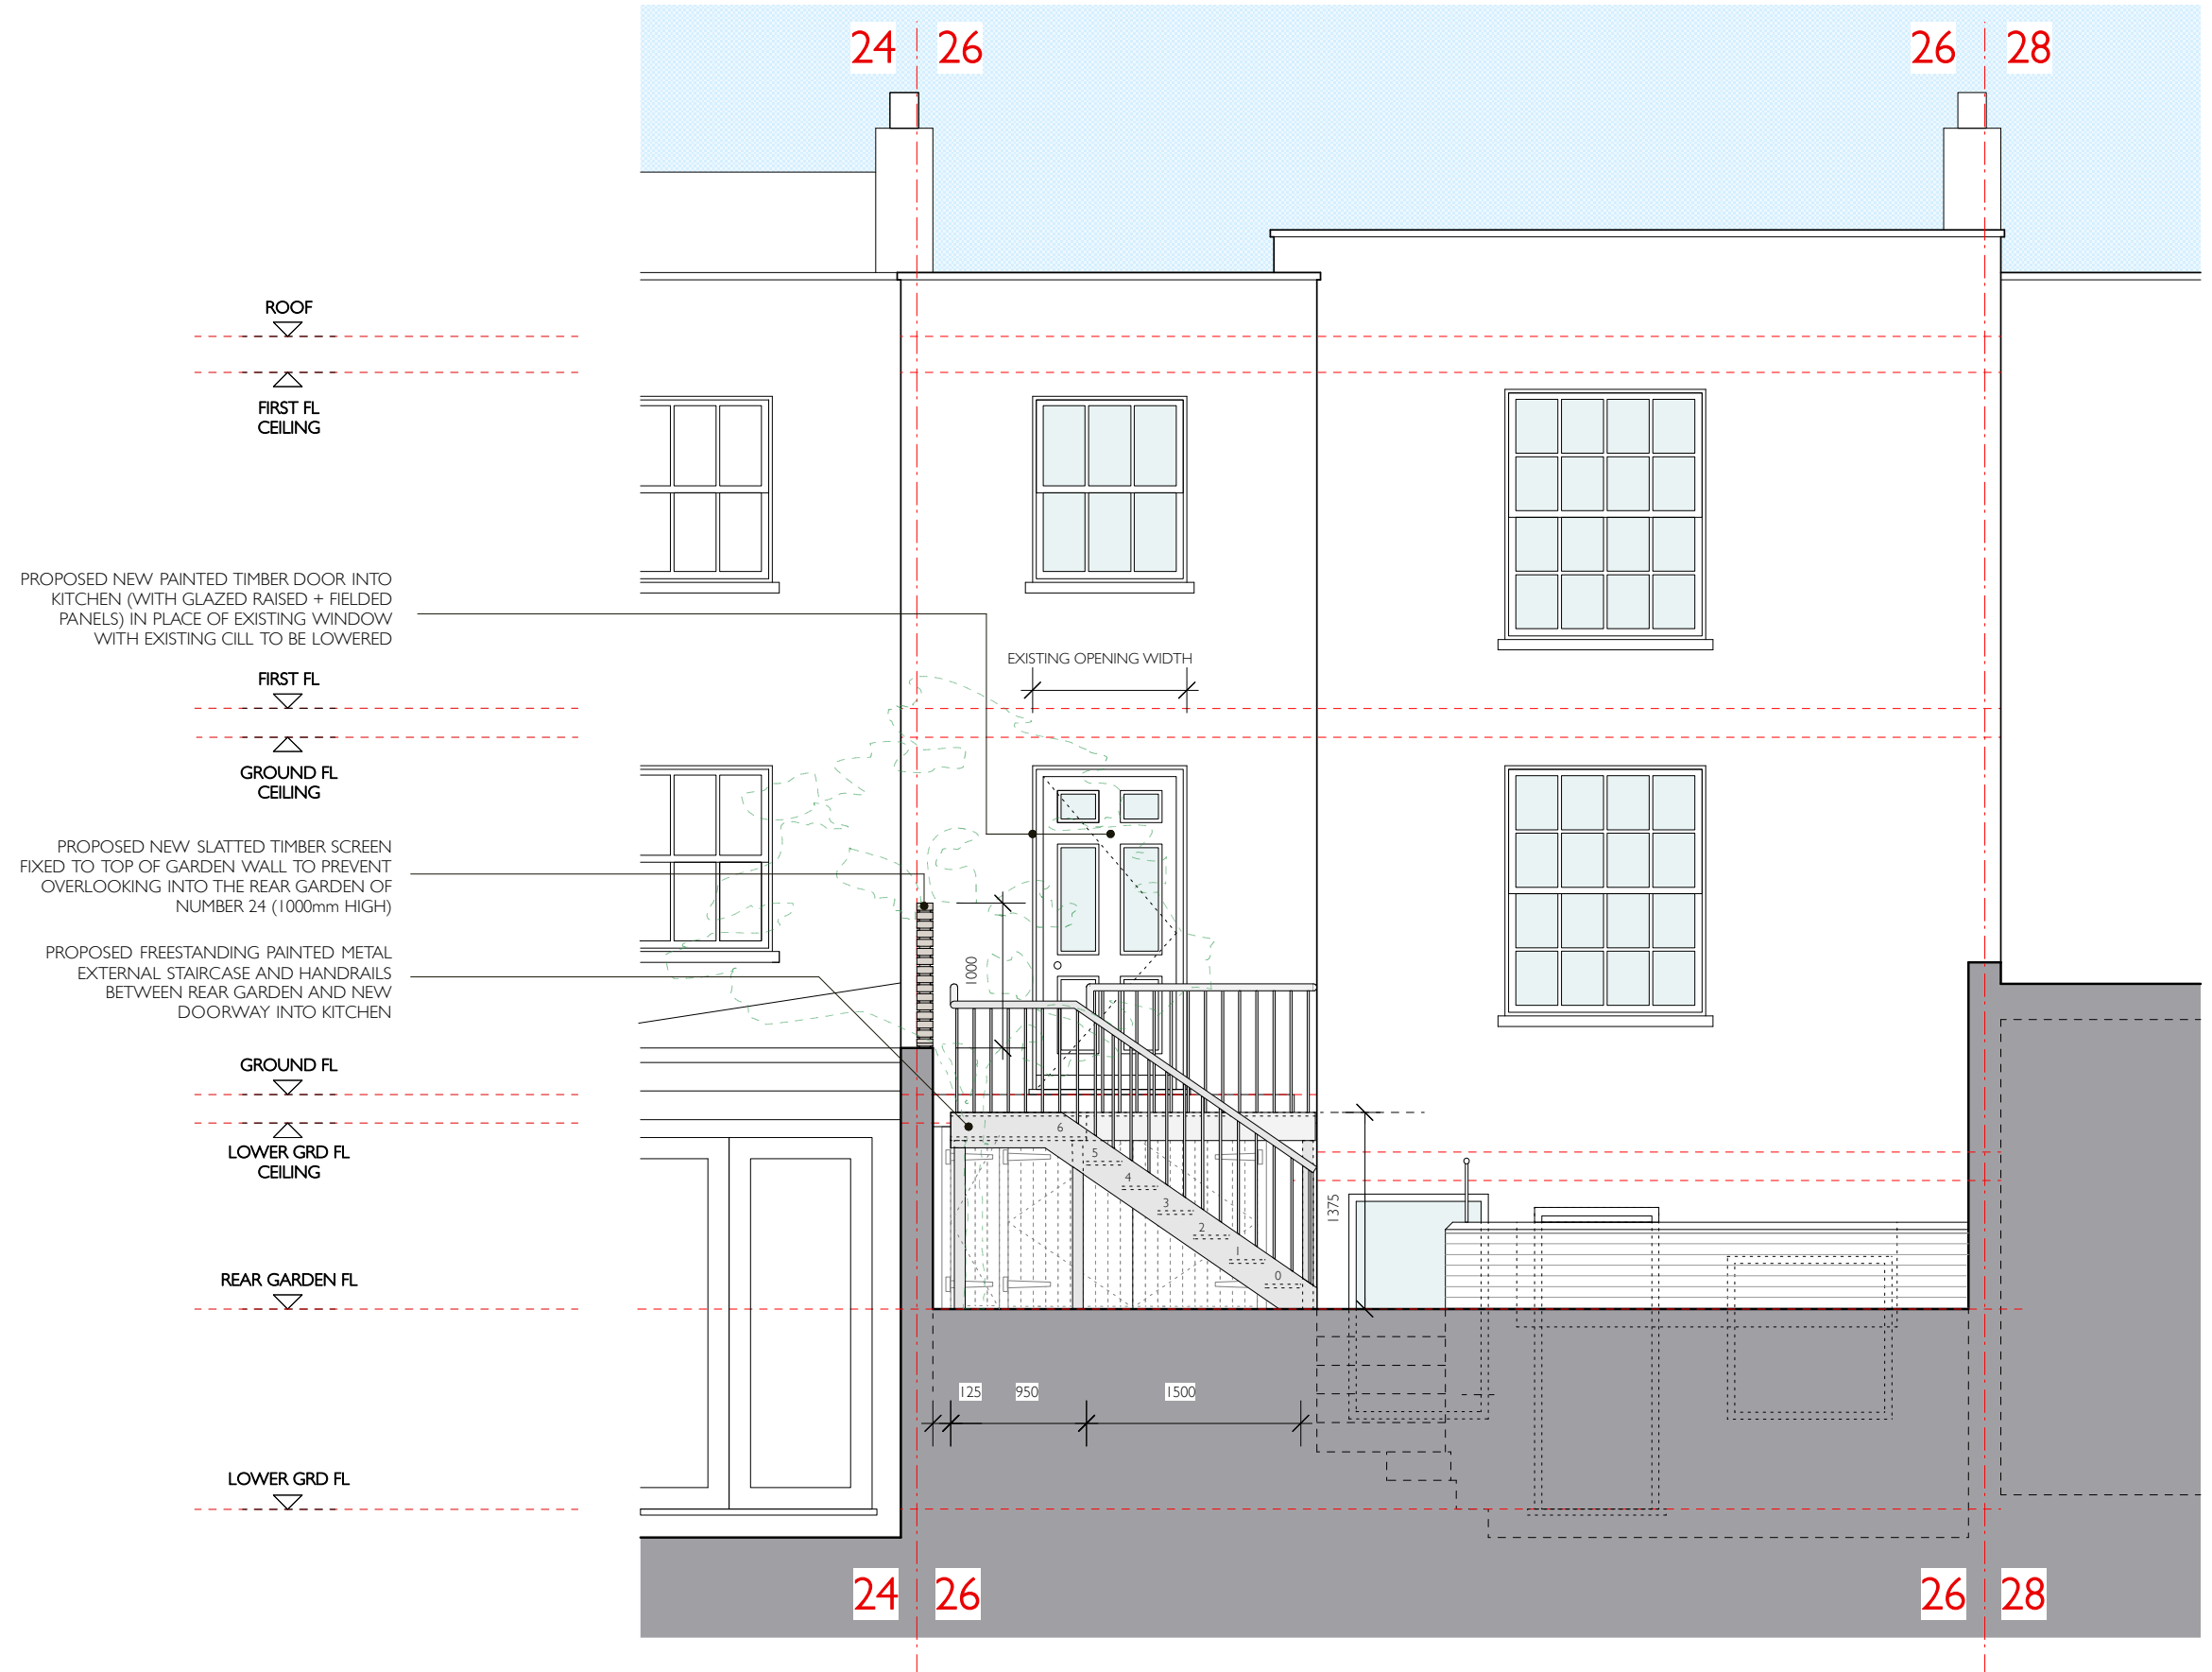 24 26
26 28
ROOF
FIRST FL
CEILING
PROPOSED NEW PAINTED TIMBER DOOR INTO
KITCHEN (WITH GLAZED RAISED + FIELDED
PANELS) IN PLACE OF EXISTING WINDOW
WITH EXISTING CILL TO BE LOWERED
EXISTING OPENING WIDTH
FIRST FL
GROUND FL
CEILING
PROPOSED NEW SLATTED TIMBER SCREEN
FIXED TO TOP OF GARDEN WALL TO PREVENT
OVERLOOKING INTO THE REAR GARDEN OF
NUMBER 24 (1000mm HIGH)
PROPOSED FREESTANDING PAINTED METAL
EXTERNAL STAIRCASE AND HANDRAILS
BETWEEN REAR GARDEN AND NEW
DOORWAY INTO KITCHEN
1000
GROUND FL
LOWER GRD FL
CEILING
6
5
4
3
2
1
0
1375
REAR GARDEN FL
125 950 1500
LOWER GRD FL
24 26
26 28